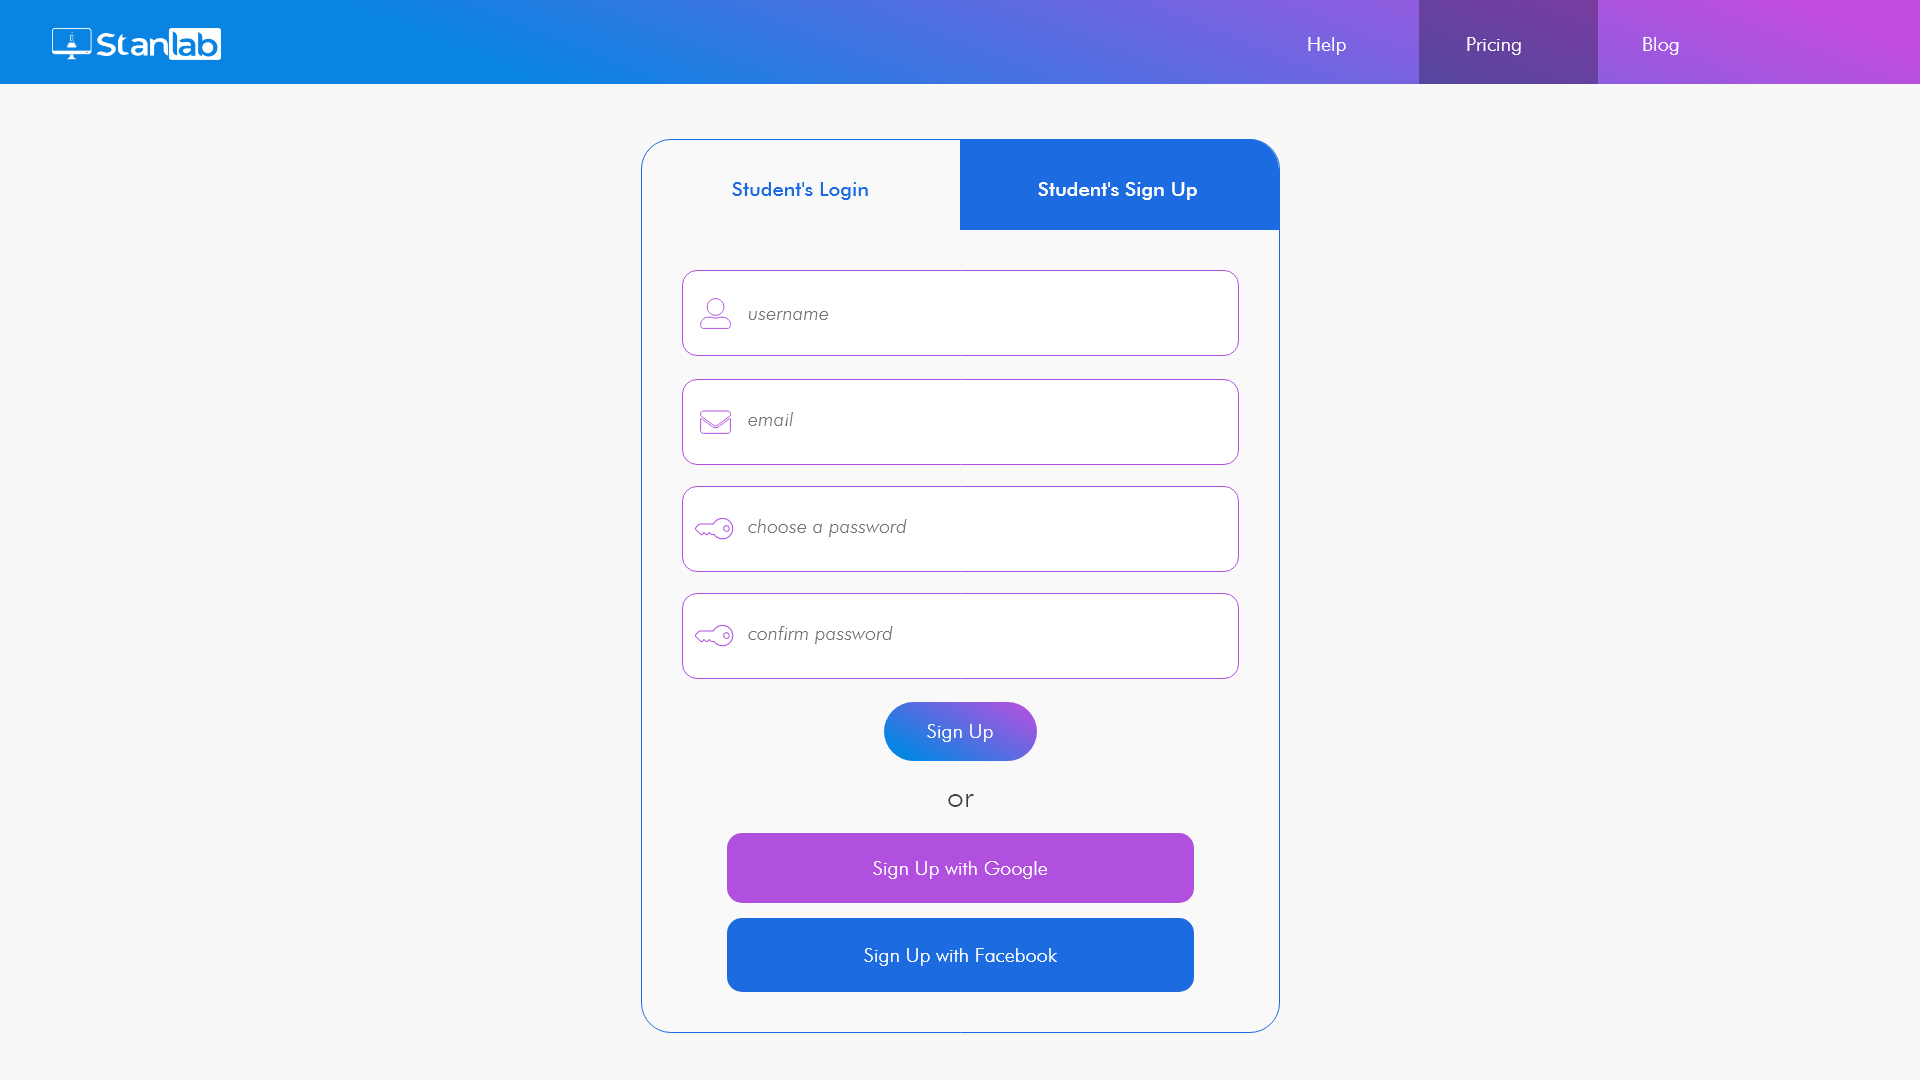 Stanlab
Help
Pricing
Blog
Student's Login
Student's Sign Up
username
email
choose a password
confirm password
Sign Up
or
Sign Up with Google
Sign Up with Facebook